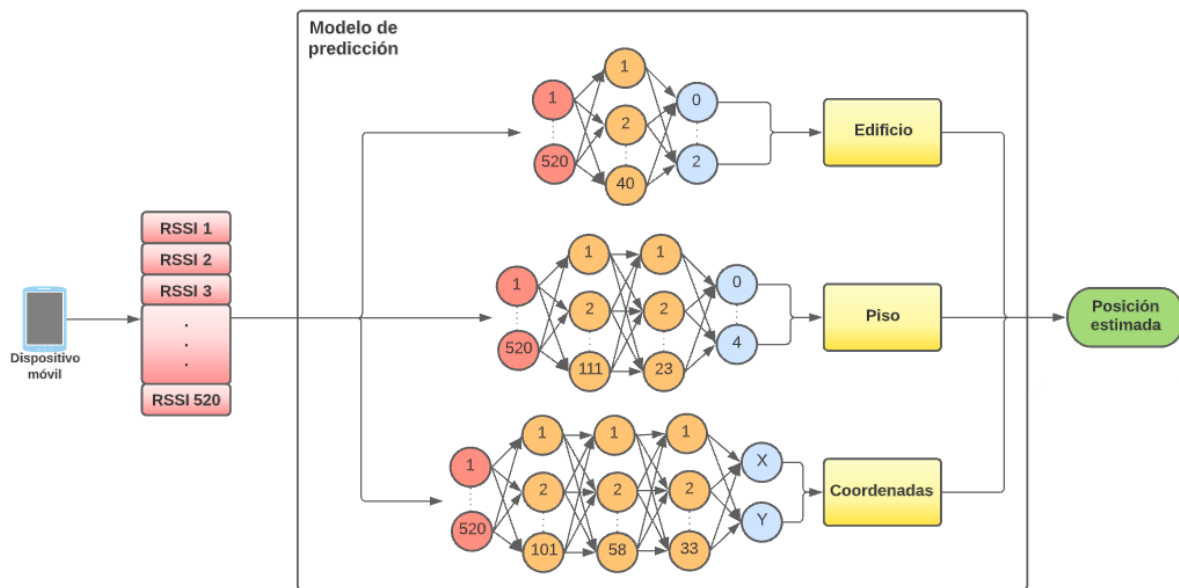 Modelo de
predicción
1
520
1
2
40
0
2
Edificio
RSSI 1
RSSI 2
RSSI 3
.
.
.
RSSI 520
Dispositivo
móvil
1
520
1
2
111
1
2
23
0
4
Piso
Posición
estimada
1
520
1
2
101
1
2
58
1
2
33
X
Y
Coordenadas